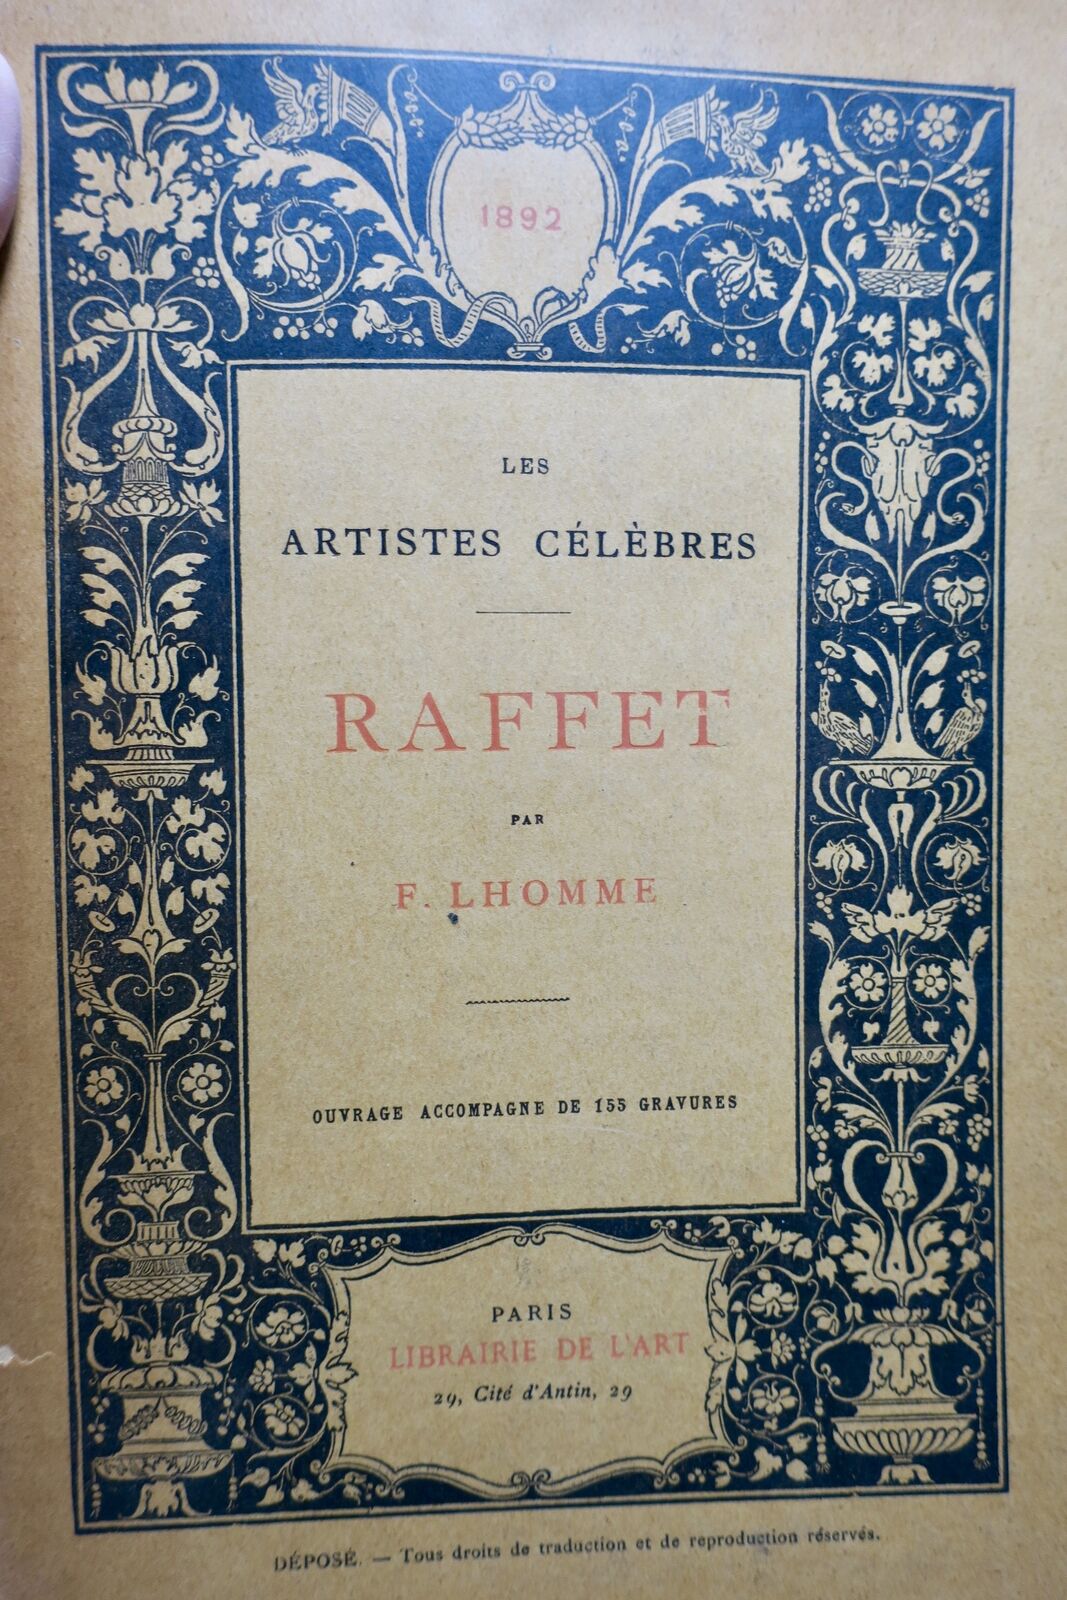 1892
LES
ARTISTES CÉLÈBRES
RAFFET
PAR
F. LHOMME
OUVRAGE ACCOMPAGNE DE 155 GRAVURES
PARIS
LIBRAIRIE DE L'ART
29, Cité d'Antin, 29
DÉPOSÉ. — Tous droits de traduction et de reproduction réservés.